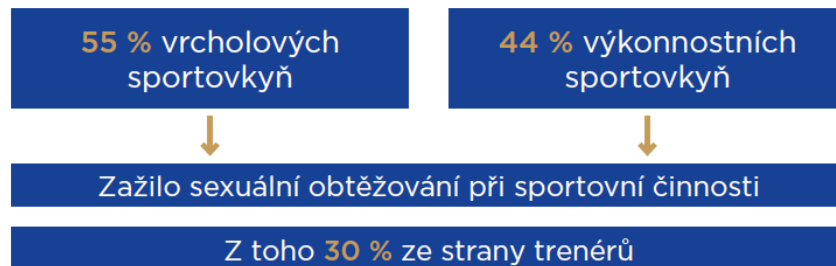 55 % vrcholových
sportovkyň
44 % výkonnostních
sportovkyň
Zažilo sexuální obtěžování při sportovní činnosti
Z toho 30 % ze strany trenérů